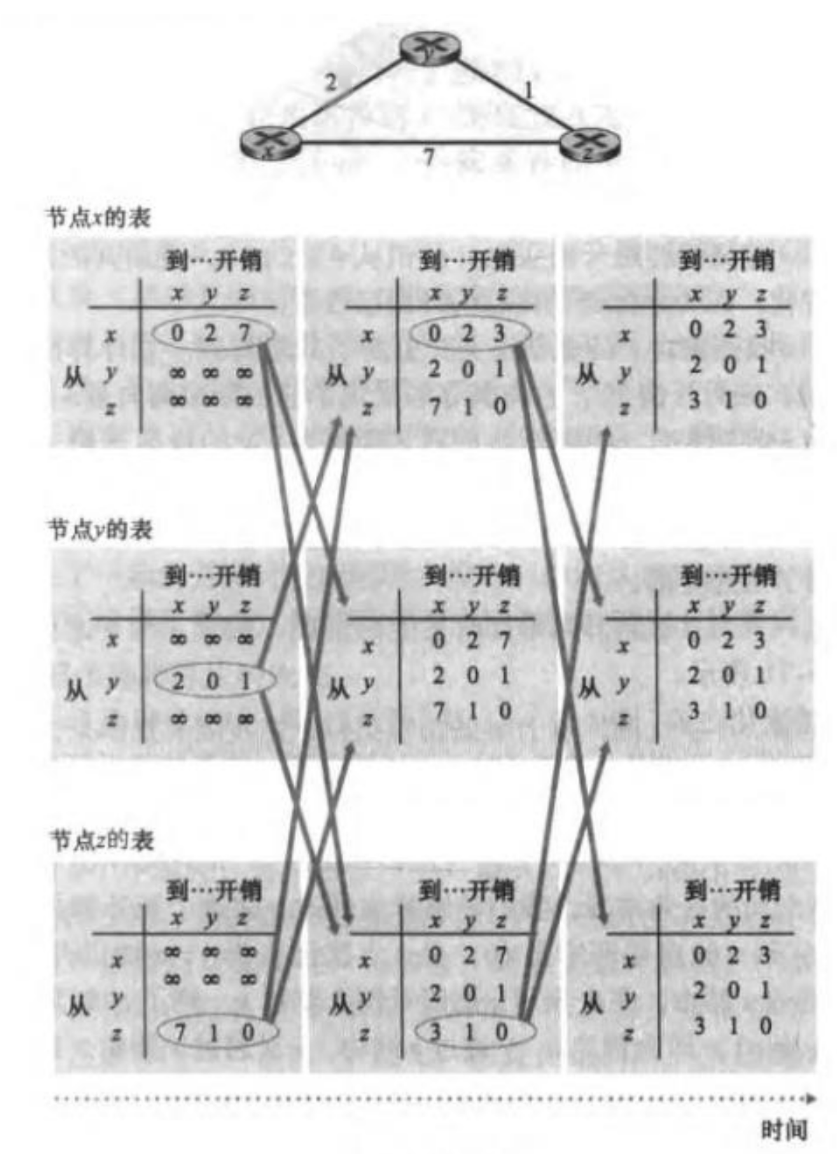 y
2
1
x
7
z
节点x的表
到…开销 到…开销 到…开销
x y z x y z x y z
x 0 2 7 x 0 2 3 x 0 2 3
从 y ∞ ∞ ∞ 从 y 2 0 1 从 y 2 0 1
z ∞ ∞ ∞ z 7 1 0 z 3 1 0
节点y的表
到…开销 到…开销 到…开销
x y z x y z x y z
x ∞ ∞ ∞ x 0 2 7 x 0 2 3
从 y 2 0 1 从 y 2 0 1 从 y 2 0 1
z ∞ ∞ ∞ z 7 1 0 z 3 1 0
节点z的表
到…开销 到…开销 到…开销
x y z x y z x y z
x ∞ ∞ ∞ x 0 2 7 x 0 2 3
从 y ∞ ∞ ∞ 从 y 2 0 1 从 y 2 0 1
z 7 1 0 z 3 1 0 z 3 1 0
时间